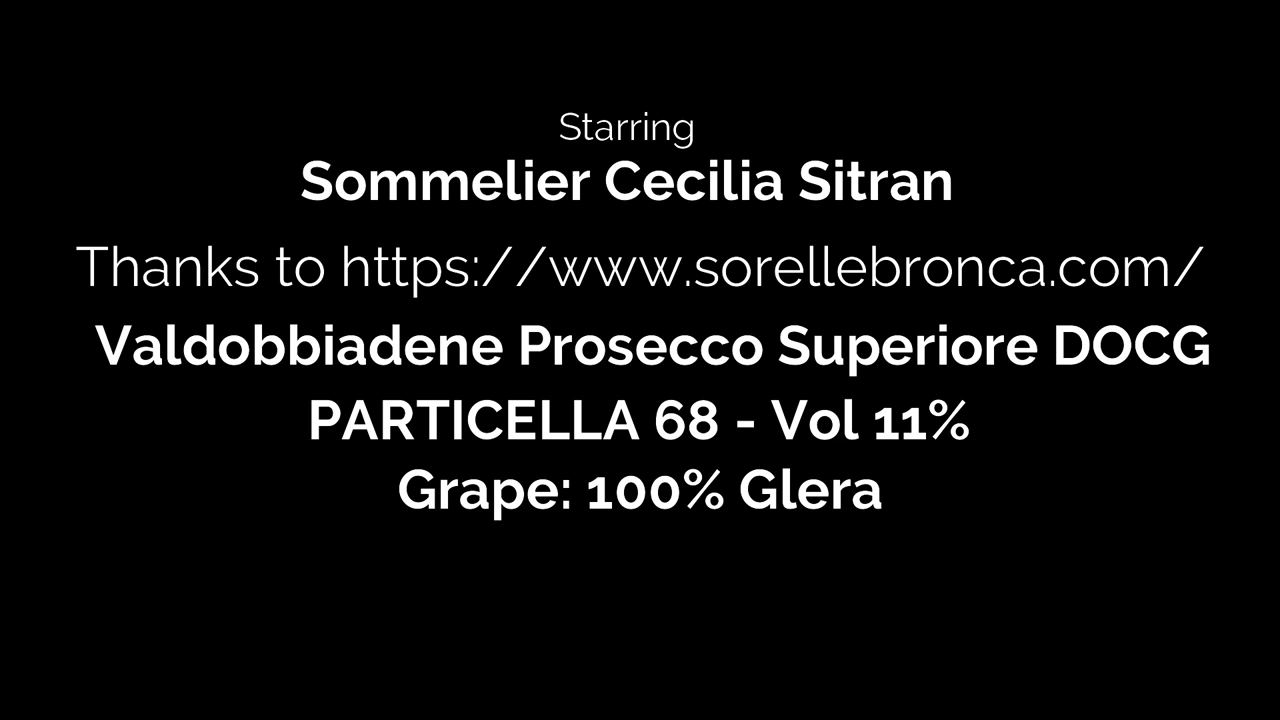 Starring
Sommelier Cecilia Sitran
Thanks to https://www.sorellebronca.com/
Valdobbiadene Prosecco Superiore DOCG
PARTICELLA 68 - Vol 11%
Grape: 100% Glera